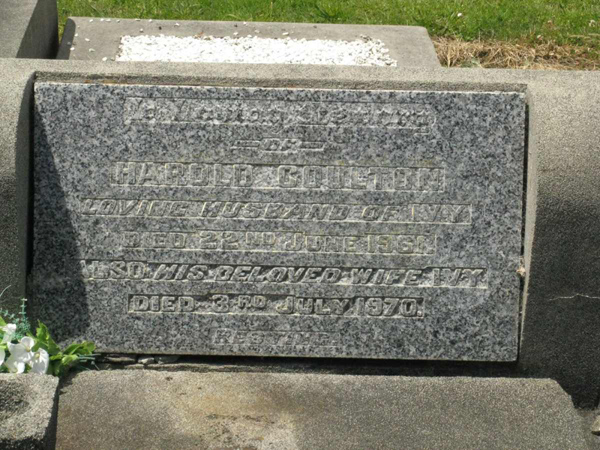 In Loving Memory
OF
HAROLD COULTON
LOVING HUSBAND OF IVY
DIED 22ND JUNE 1961
ALSO HIS BELOVED WIFE IVY
DIED 3RD JULY 1970.